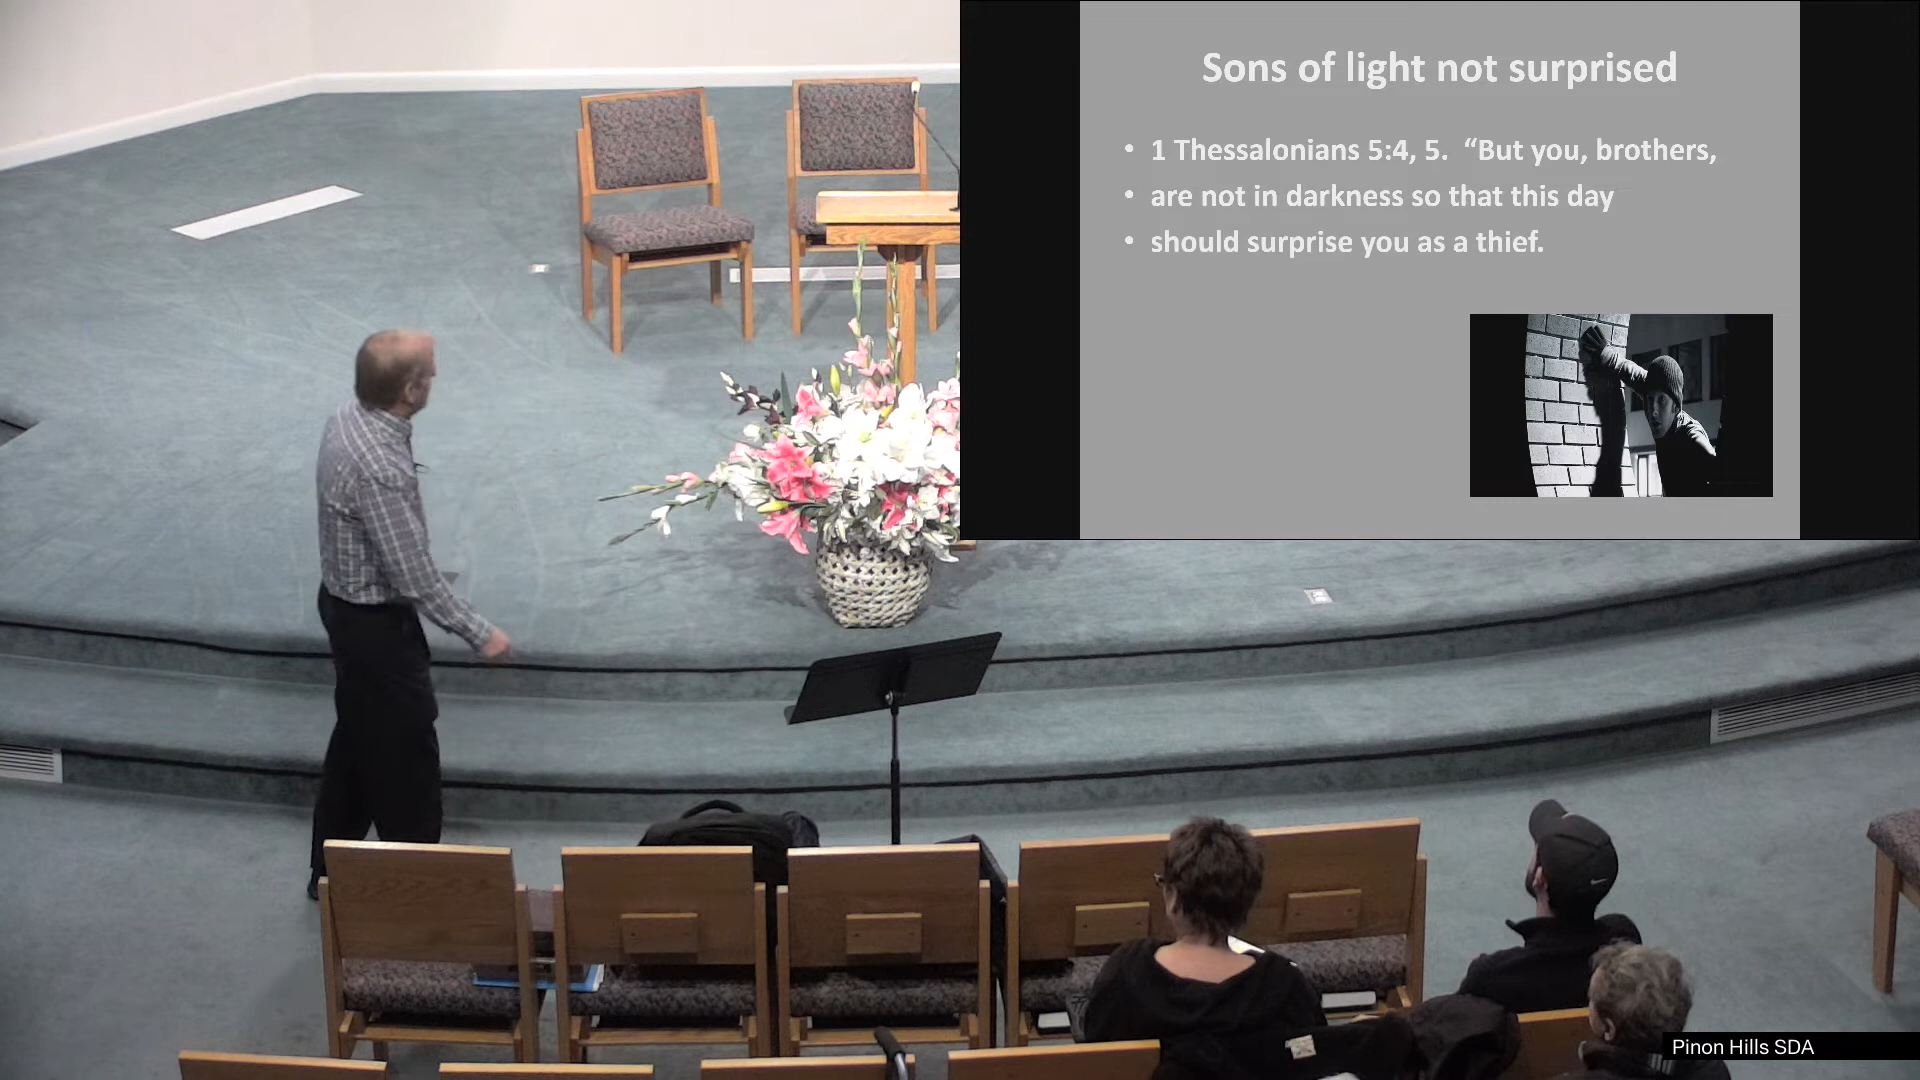 Sons of light not surprised
• 1 Thessalonians 5:4, 5.  “But you, brothers,
• are not in darkness so that this day
• should surprise you as a thief.
Pinon Hills SDA